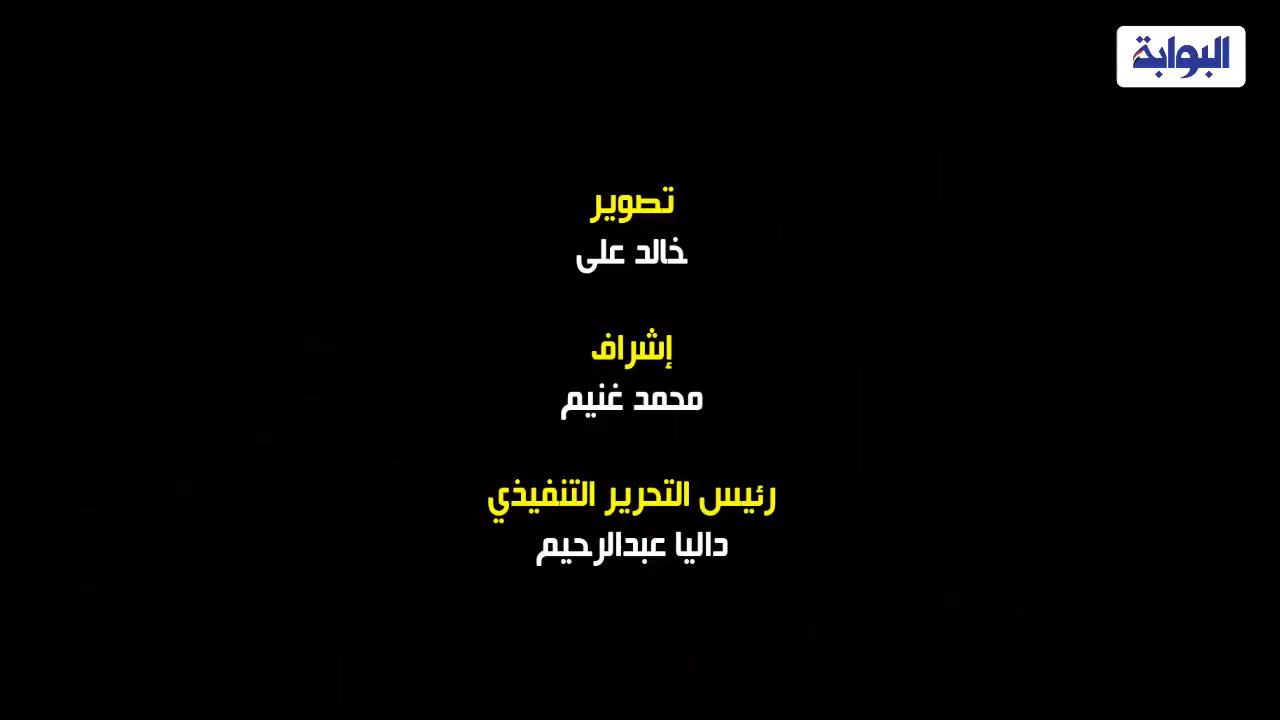 البوابة
تصوير
خالد على
إشراف
محمد غنيم
رئيس التحرير التنفيذي
داليا عبدالرحيم